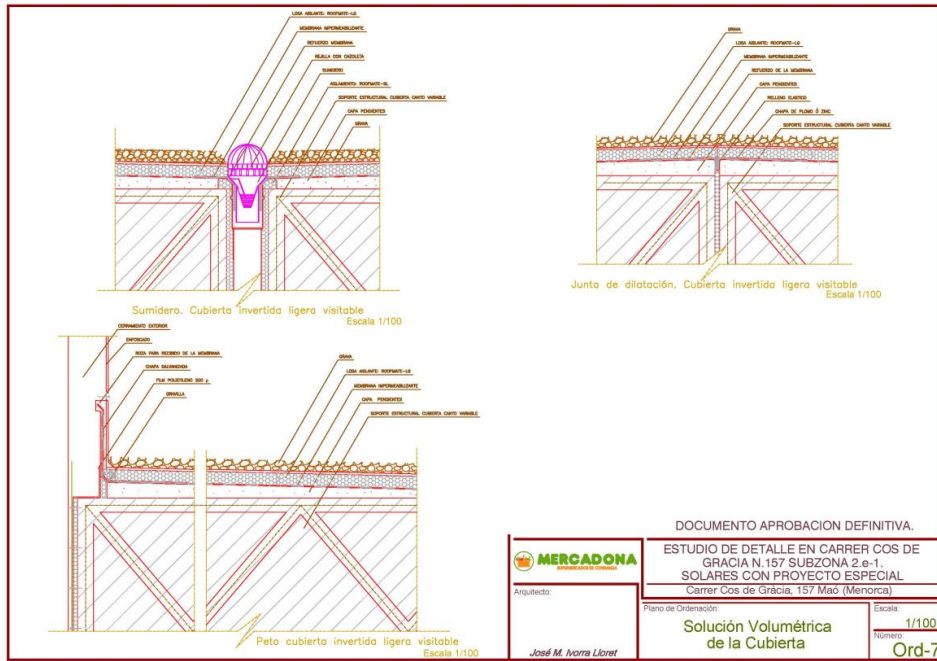 LOSA AISLANTE: ROOFMATE-LG
MEMBRANA IMPERMEABILIZANTE
REFUERZO MEMBRANA
REJILLA CON CAZOLETA
SUMIDERO
AISLAMIENTO: ROOFMATE-SL
SOPORTE ESTRUCTURAL CUBIERTA CANTO VARIABLE
CAPA PENDIENTES
GRAVA
Sumidero. Cubierta invertida ligera visitable
Escala 1/100
GRAVA
LOSA AISLANTE: ROOFMATE-LG
MEMBRANA IMPERMEABILIZANTE
REFUERZO DE LA MEMBRANA
CAPA PENDIENTES
RELLENO ELASTICO
CHAPA DE PLOMO Ó ZINC
SOPORTE ESTRUCTURAL CUBIERTA CANTO VARIABLE
Junta de dilatación. Cubierta invertida ligera visitable
Escala 1/100
CERRAMIENTO EXTERIOR
ENFOSCADO
ROZA PARA RECIBIDO DE LA MEMBRANA
CHAPA GALVANIZADA
FILM POLIETILENO 200 µ.
GRAVILLA
GRAVA
LOSA AISLANTE: ROOFMATE-LG
MEMBRANA IMPERMEABILIZANTE
CAPA PENDIENTES
SOPORTE ESTRUCTURAL CUBIERTA CANTO VARIABLE
Peto cubierta invertida ligera visitable
Escala 1/100
DOCUMENTO APROBACION DEFINITIVA.
MERCADONA
SUPERMERCADOS DE CONFIANZA
ESTUDIO DE DETALLE EN CARRER COS DE
GRACIA N.157 SUBZONA 2.e-1.
SOLARES CON PROYECTO ESPECIAL
Carrer Cos de Gràcia, 157 Maó (Menorca)
Arquitecto:
José M. Ivorra Lloret
Plano de Ordenación:
Solución Volumétrica
de la Cubierta
Escala:
1/100
Número:
Ord-7